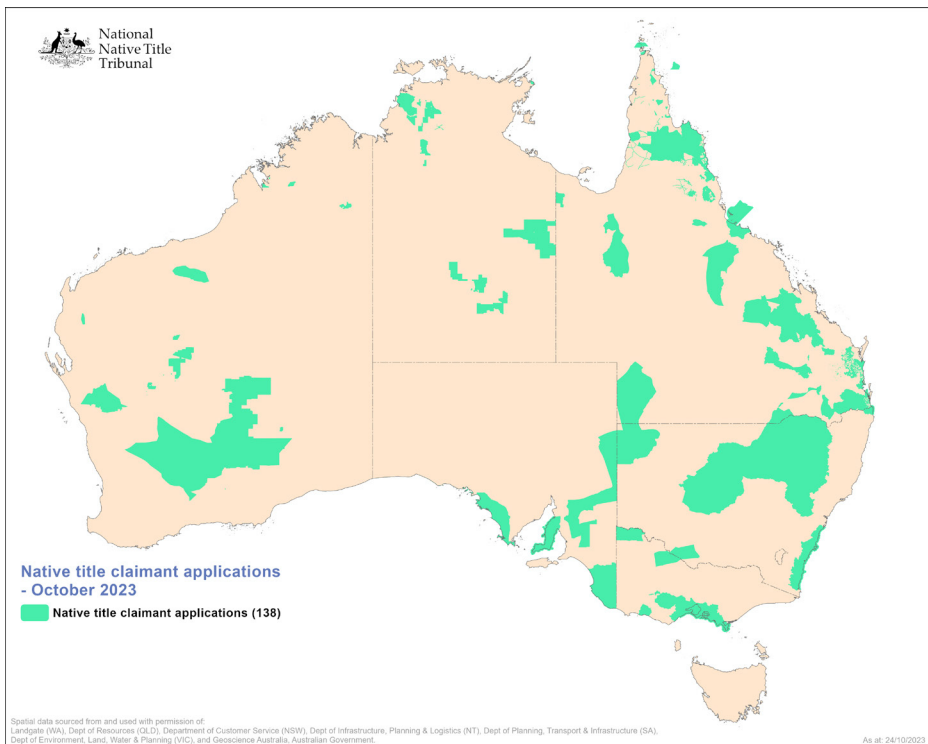 National
Native Title
Tribunal
Native title claimant applications
- October 2023
Native title claimant applications (138)
Spatial data sourced from and used with permission of:
Landgate (WA), Dept of Resources (QLD), Department of Customer Service (NSW), Dept of Infrastructure, Planning & Logistics (NT), Dept of Planning, Transport & Infrastructure (SA),
Dept of Environment, Land, Water & Planning (VIC), and Geoscience Australia, Australian Government.
As at: 24/10/2023